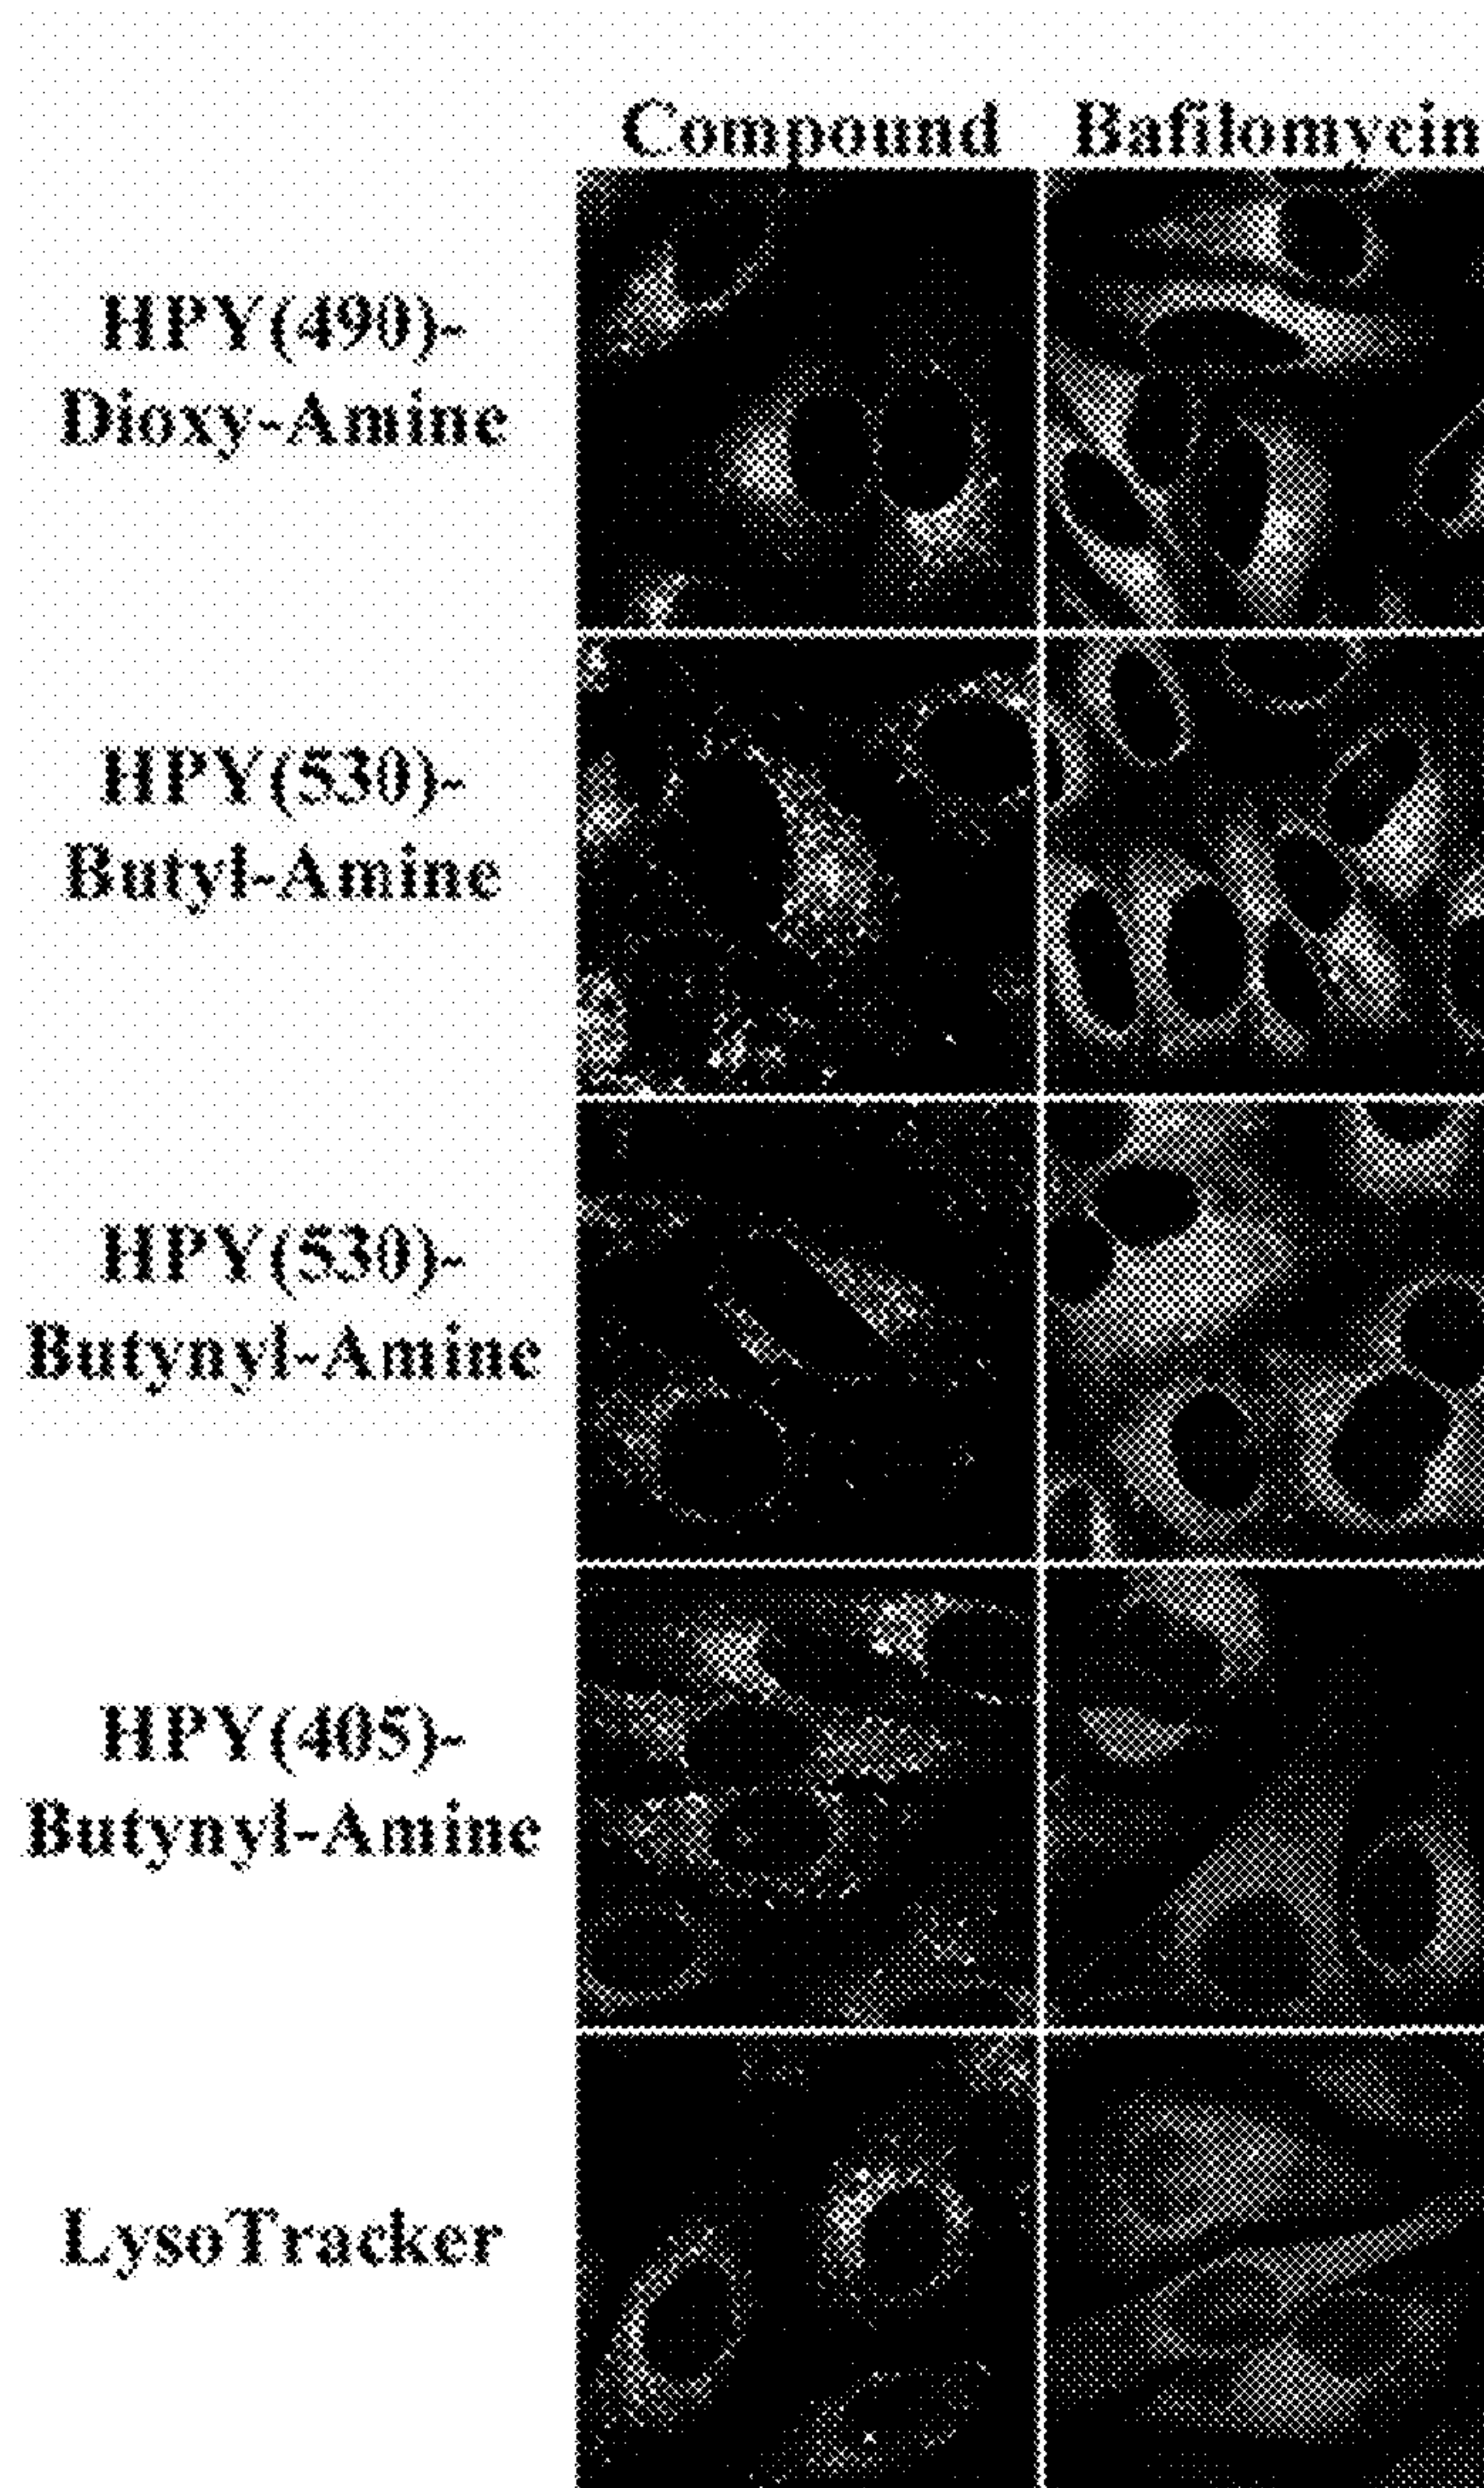 Compound Bafilomycin
HPY(490)-
Dioxy-Amine
HPY(530)-
Butyl-Amine
HPY(530)-
Butynyl-Amine
HPY(405)-
Butynyl-Amine
LysoTracker